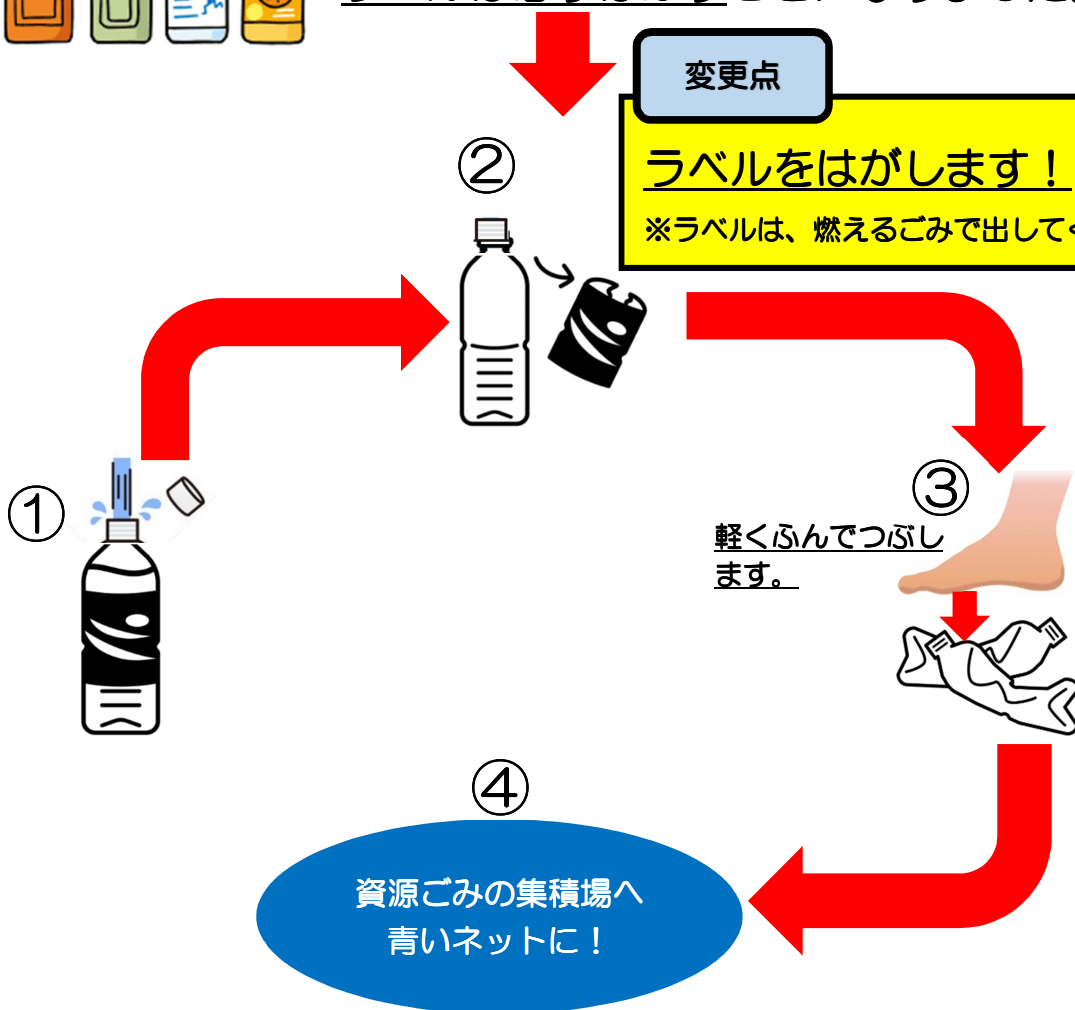 変更点
②
ラベルをはがします！
※ラベルは、燃えるごみで出して
①
③
軽くふんでつぶし
ます。
④
資源ごみの集積場へ
青いネットに！